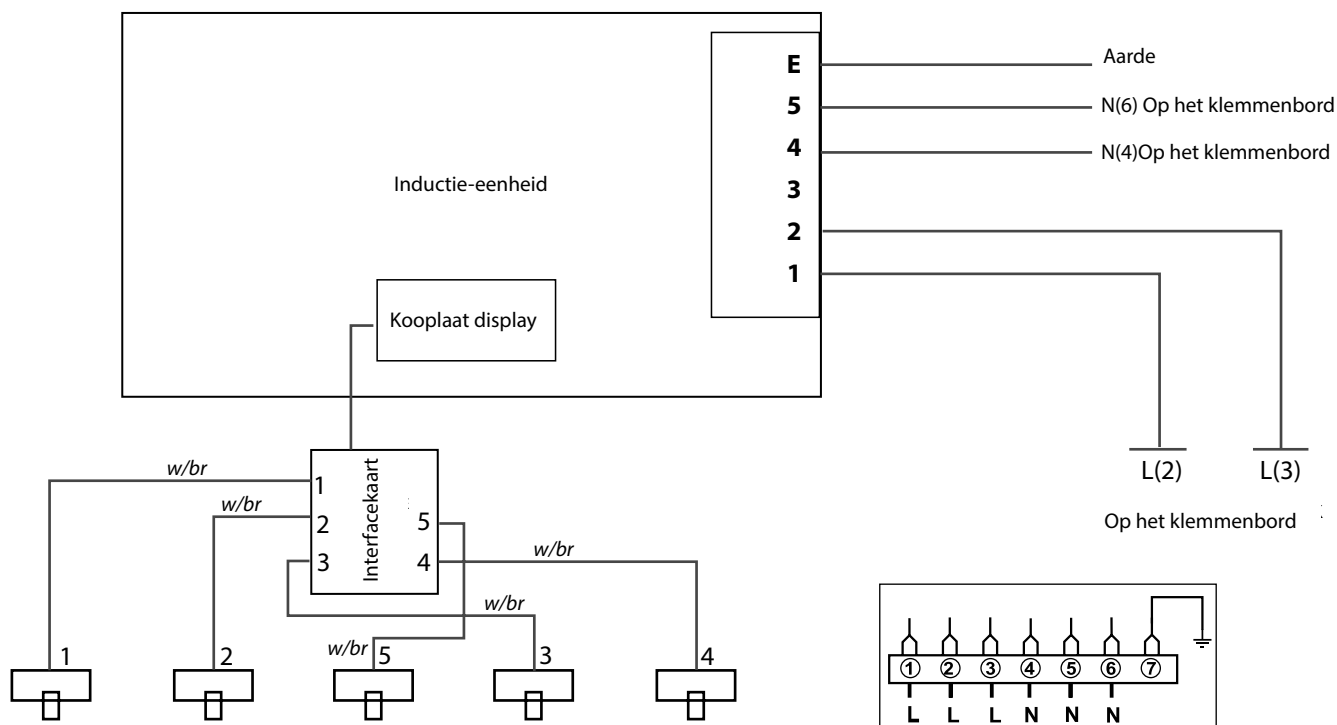 E
Aarde
5
N(6) Op het klemmenbord
4
N(4)Op het klemmenbord
3
Inductie-eenheid
2
1
Kooplaat display
L(2)
L(3)
Op het klemmenbord
w/br
1
w/br
2
Interfacekaart
5
3
4
w/br
w/br
w/br
1
2
5
3
4
1 2 3 4 5 6 7
L L L N N N